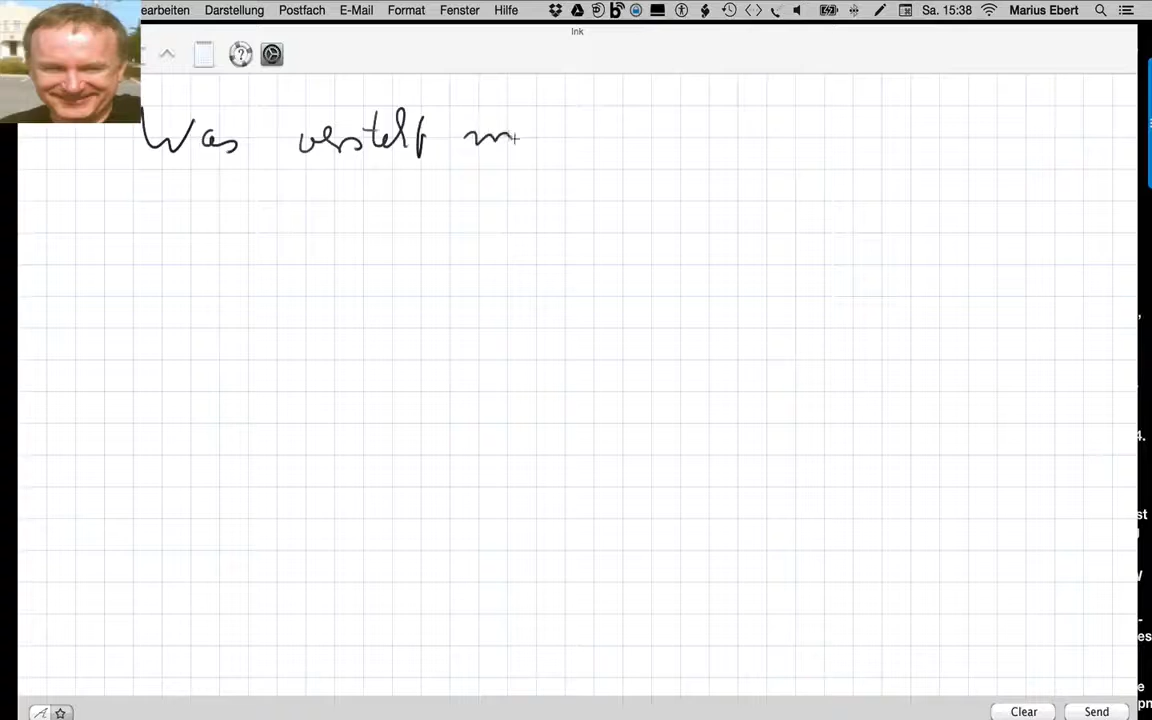 earbeiten Darstellung Postfach E-Mail Format Fenster Hilfe Sa. 15:38 Marius Ebert
Ink
Was versteht m
Clear Send